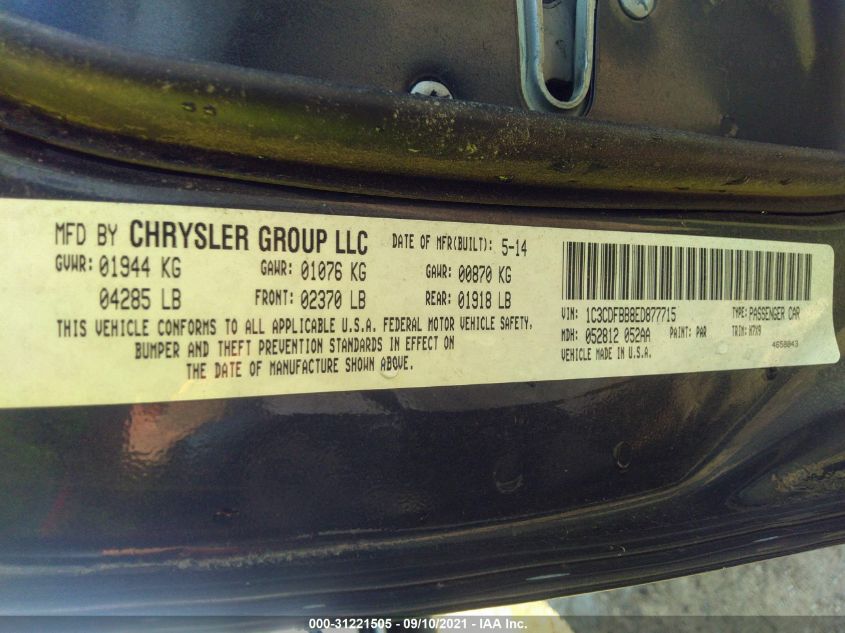 MFD BY CHRYSLER GROUP LLC DATE OF MFR(BUILT): 5-14
GVWR: 01944 KG GAWR: 01076 KG GAWR: 00870 KG
04285 LB FRONT: 02370 LB REAR: 01918 LB
THIS VEHICLE CONFORMS TO ALL APPLICABLE U.S.A. FEDERAL MOTOR VEHICLE SAFETY,
BUMPER AND THEFT PREVENTION STANDARDS IN EFFECT ON
THE DATE OF MANUFACTURE SHOWN ABOVE.
VIN: 1C3CDFBB8ED877715 TYPE: PASSENGER CAR
MDH: 052812 052AA PAINT: PAR TRIM: M7X9
VEHICLE MADE IN U.S.A. 4658843
000-31221505 - 09/10/2021 - IAA Inc.